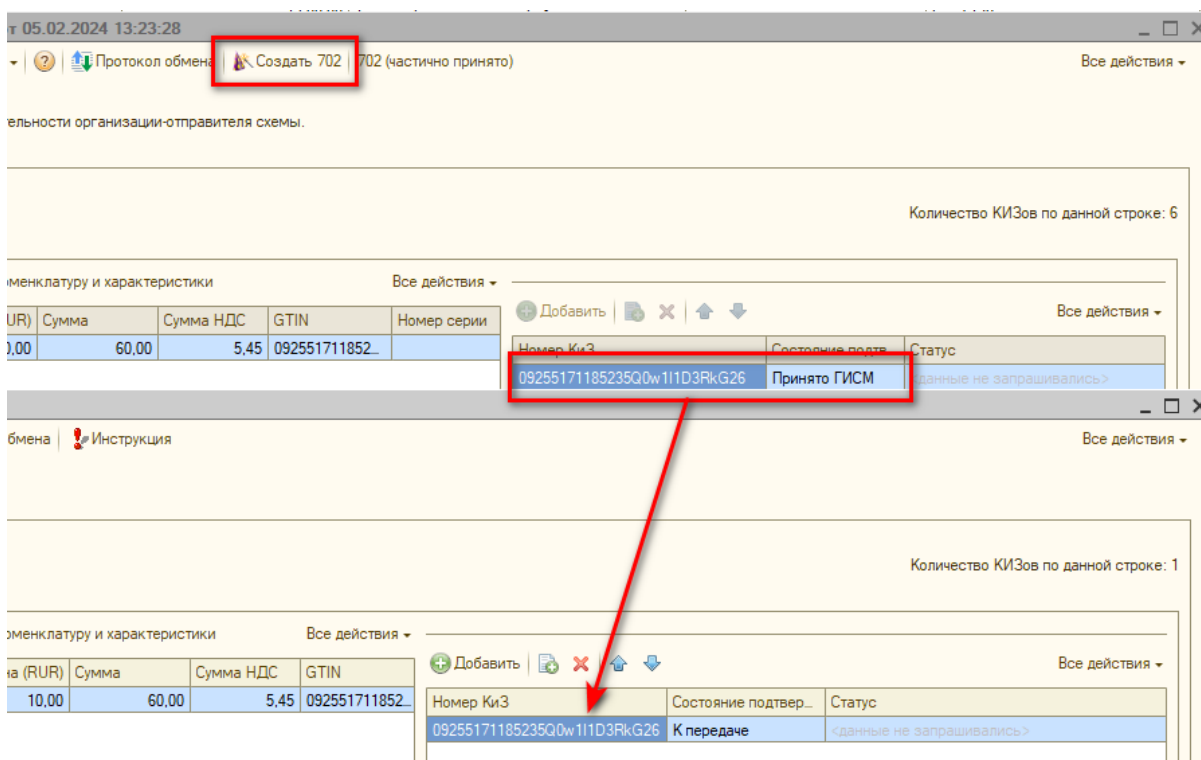 т 05.02.2024 13:23:28
Протокол обмена Создать 702 702 (частично принято) Все действия
тельности организации-отправителя схемы.
Количество КИЗов по данной строке: 6
оменклатуру и характеристики Все действия
UR) Сумма Сумма НДС GTIN Номер серии
0,00 60,00 5,45 092551711852...
Добавить Все действия
Номер КиЗ Состояние подтв... Статус
09255171185235Q0w1I1D3RkG26 Принято ГИСМ <данные не запрашивались>
бмена Инструкция Все действия
Количество КИЗов по данной строке: 1
оменклатуру и характеристики Все действия
на (RUR) Сумма Сумма НДС GTIN
10,00 60,00 5,45 092551711852...
Добавить Все действия
Номер КиЗ Состояние подтвер... Статус
09255171185235Q0w1I1D3RkG26 К передаче <данные не запрашивались>